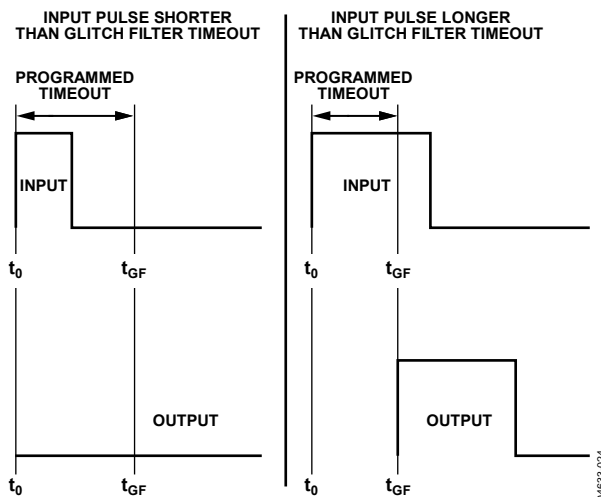 INPUT PULSE SHORTER
THAN GLITCH FILTER TIMEOUT
PROGRAMMED
TIMEOUT
INPUT
t0
tGF
OUTPUT
t0
tGF
INPUT PULSE LONGER
THAN GLITCH FILTER TIMEOUT
PROGRAMMED
TIMEOUT
INPUT
t0
tGF
OUTPUT
t0
tGF